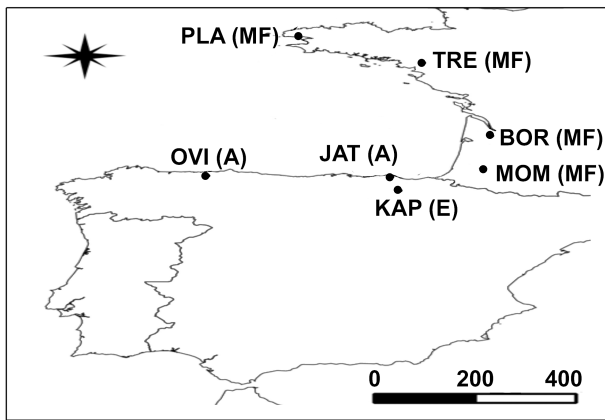 PLA (MF)
TRE (MF)
BOR (MF)
OVI (A)
JAT (A)
MOM (MF)
KAP (E)
0 200 400